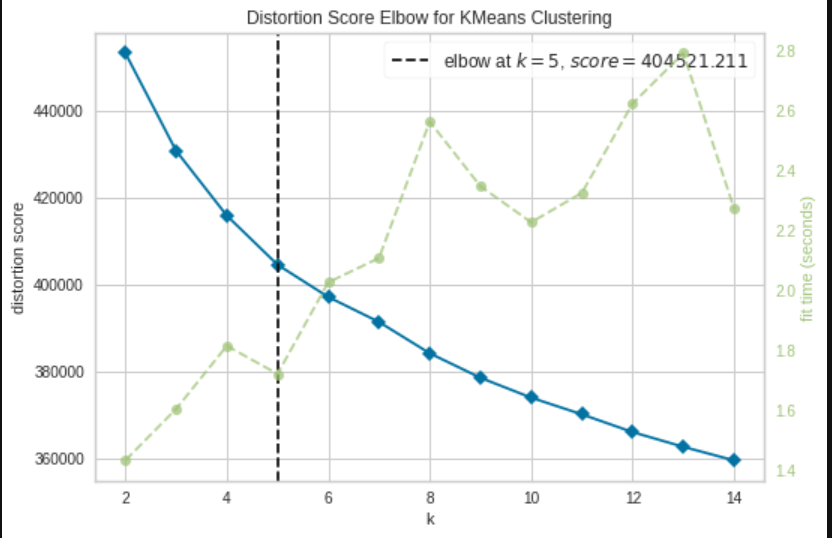 Distortion Score Elbow for KMeans Clustering
elbow at k = 5, score = 404521.211
distortion score
440000
420000
400000
380000
360000
2.8
2.6
2.4
2.2
2.0
1.8
1.6
1.4
fit time (seconds)
2 4 6 8 10 12 14
k